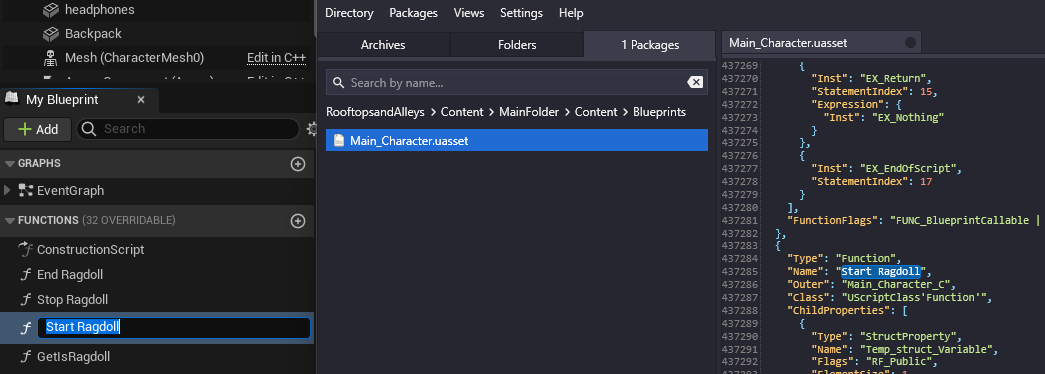 headphones
Backpack
Mesh (CharacterMesh0) Edit in C++
My Blueprint
+ Add Search
GRAPHS
EventGraph
FUNCTIONS (32 OVERRIDABLE)
ConstructionScript
End Ragdoll
Stop Ragdoll
Start Ragdoll
GetIsRagdoll
Directory Packages Views Settings Help
Archives Folders 1 Packages
Search by name...
RooftopsandAlleys > Content > MainFolder > Content > Blueprints
Main_Character.uasset
Main_Character.uasset
437269 {
437270 "Inst": "EX_Return",
437271 "StatementIndex": 15,
437272 "Expression": {
437273 "Inst": "EX_Nothing"
437274 }
437275 },
437276 {
437277 "Inst": "EX_EndOfScript",
437278 "StatementIndex": 17
437279 }
437280 ],
437281 "FunctionFlags": "FUNC_BlueprintCallable |
437282 },
437283 {
437284 "Type": "Function",
437285 "Name": "Start Ragdoll",
437286 "Outer": "Main_Character_C",
437287 "Class": "UScriptClass'Function'",
437288 "ChildProperties": [
437289 {
437290 "Type": "StructProperty",
437291 "Name": "Temp_struct_Variable",
437292 "Flags": "RF_Public",